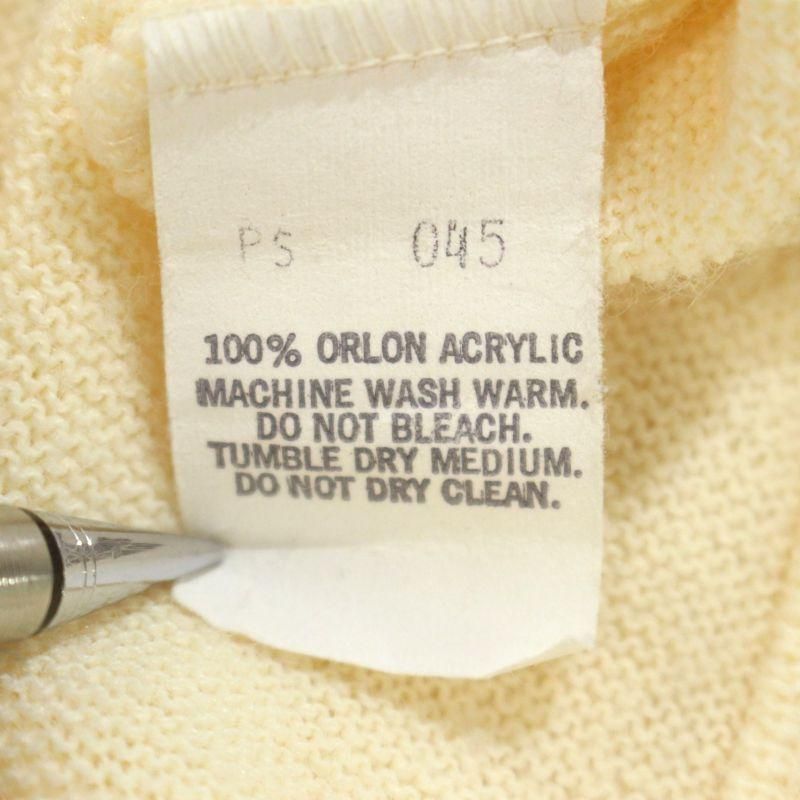 PS 045
100% ORLON ACRYLIC
MACHINE WASH WARM.
DO NOT BLEACH.
TUMBLE DRY MEDIUM.
DO NOT DRY CLEAN.